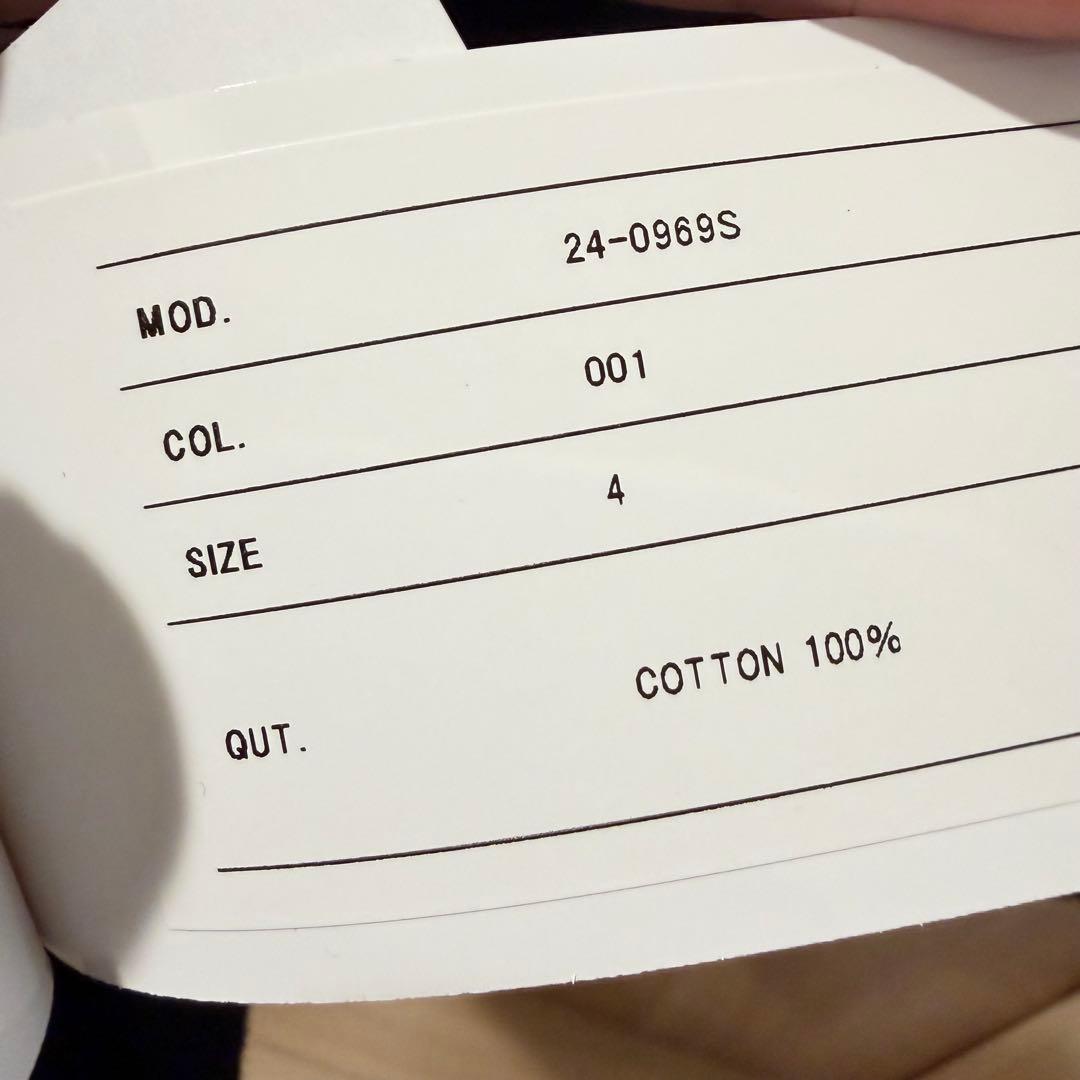 MOD. 24-0969S
COL. 001
SIZE 4
QUT. COTTON 100%